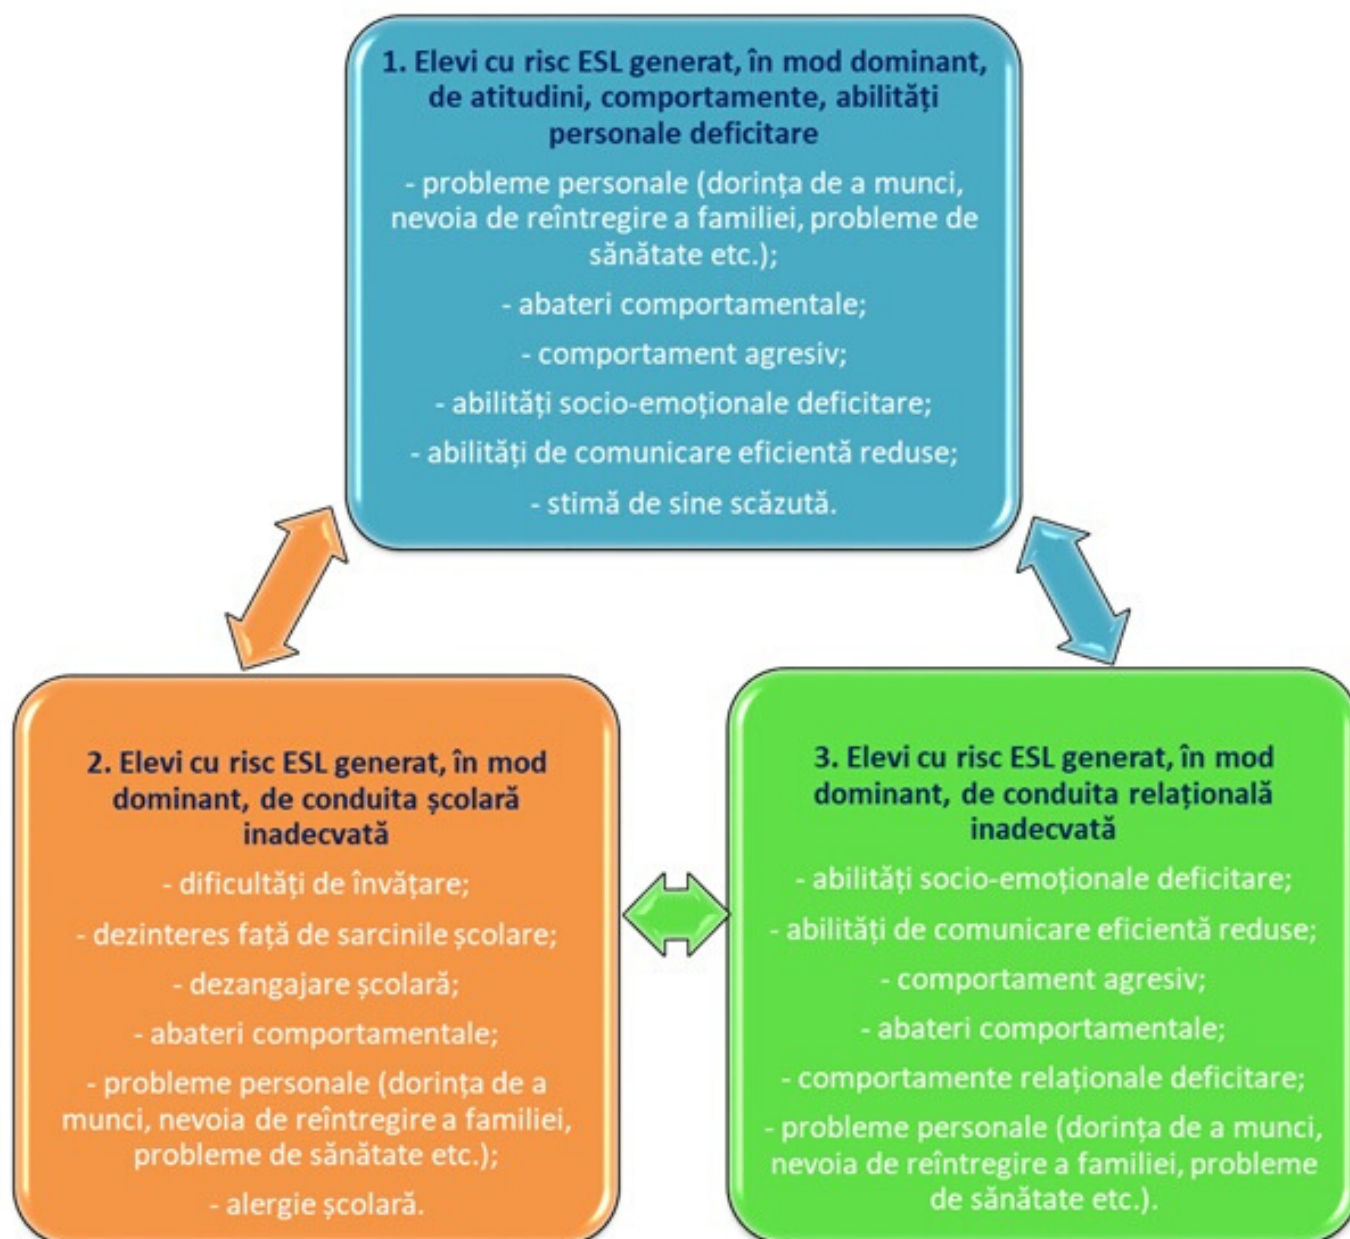 1. Elevi cu risc ESL generat, în mod dominant,
de atitudini, comportamente, abilități
personale deficitare
- probleme personale (dorința de a munci,
nevoia de reîntregire a familiei, probleme de
sănătate etc.);
- abateri comportamentale;
- comportament agresiv;
- abilități socio-emoționale deficitare;
- abilități de comunicare eficientă reduse;
- stimă de sine scăzută.
2. Elevi cu risc ESL generat, în mod
dominant, de conduita școlară
inadecvată
- dificultăți de învățare;
- dezinteres față de sarcinile școlare;
- dezangajare școlară;
- abateri comportamentale;
- probleme personale (dorința de a
munci, nevoia de reîntregire a familiei,
probleme de sănătate etc.);
- alergie școlară.
3. Elevi cu risc ESL generat, în mod
dominant, de conduita relațională
inadecvată
- abilități socio-emoționale deficitare;
- abilități de comunicare eficientă reduse;
- comportament agresiv;
- abateri comportamentale;
- comportamente relaționale deficitare;
- probleme personale (dorința de a munci,
nevoia de reîntregire a familiei, probleme
de sănătate etc.).